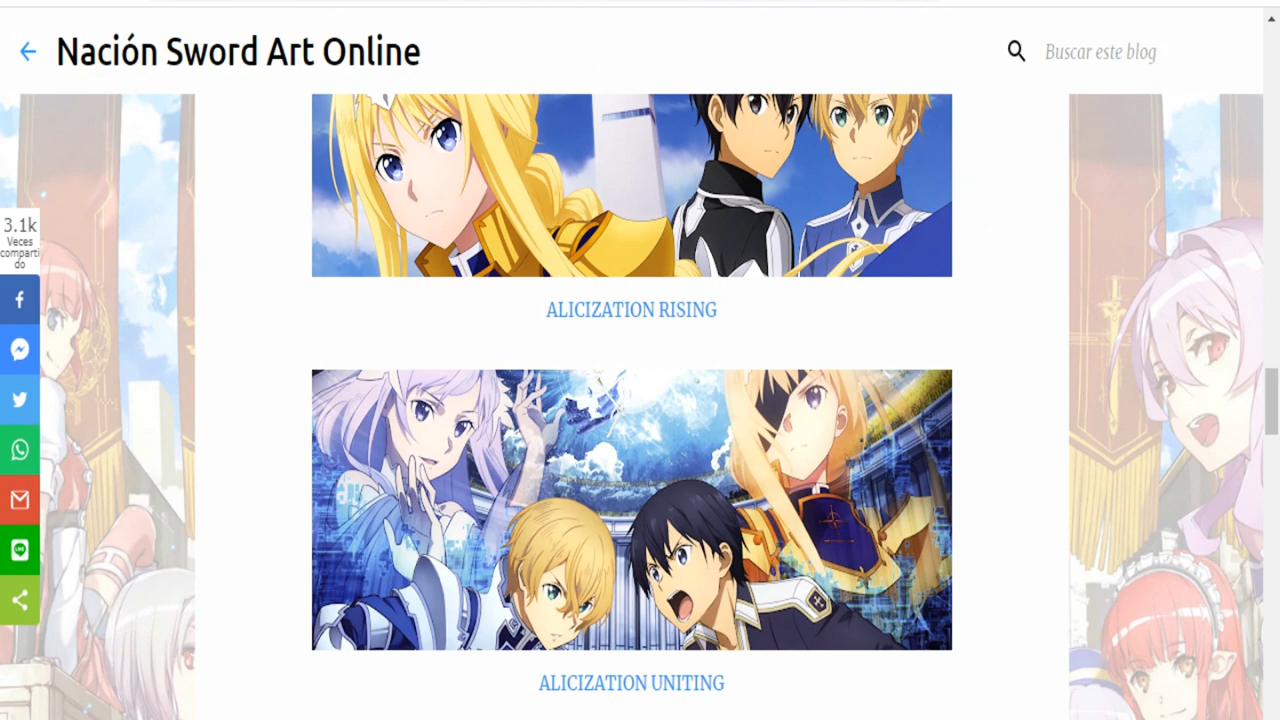 Nación Sword Art Online
Buscar este blog
3.1k
Veces
comparti
do
ALICIZATION RISING
ALICIZATION UNITING